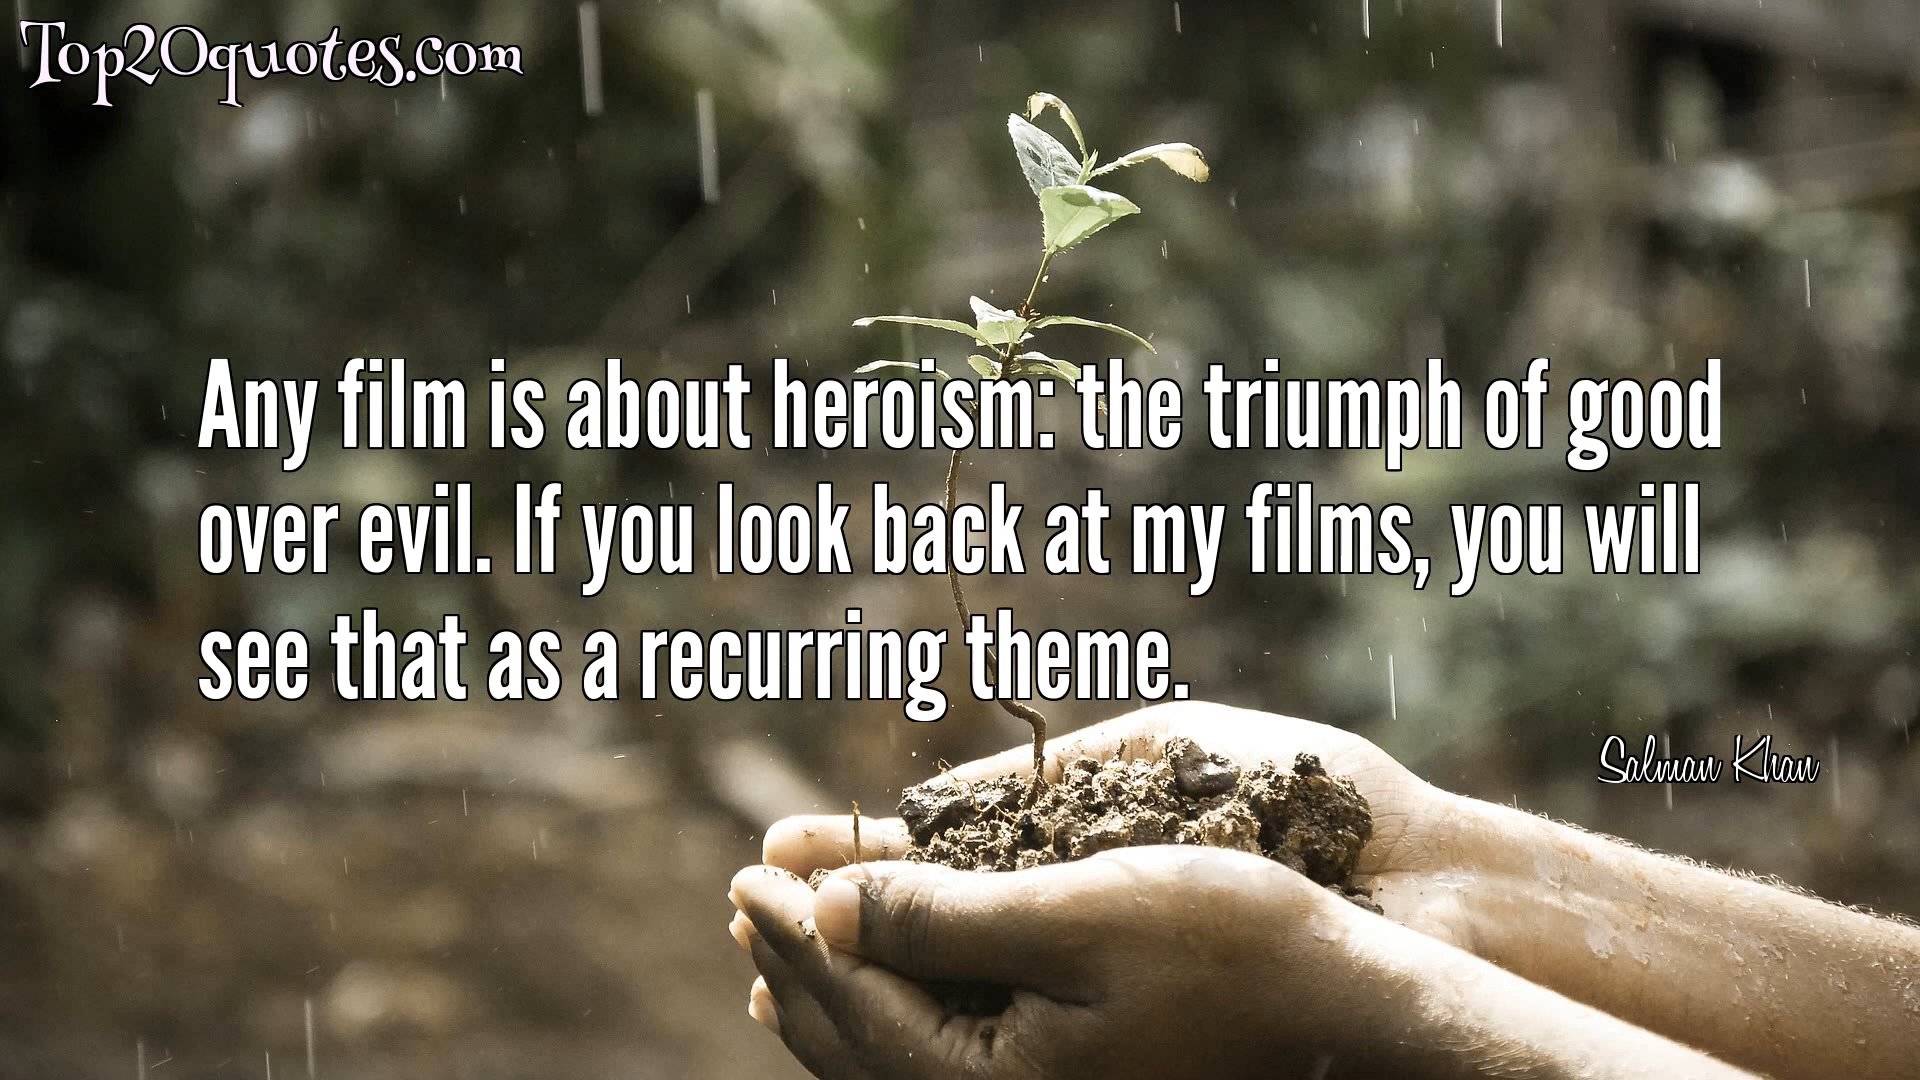 Top20quotes.com
Any film is about heroism: the triumph of good
over evil. If you look back at my films, you will
see that as a recurring theme.
Salman Khan